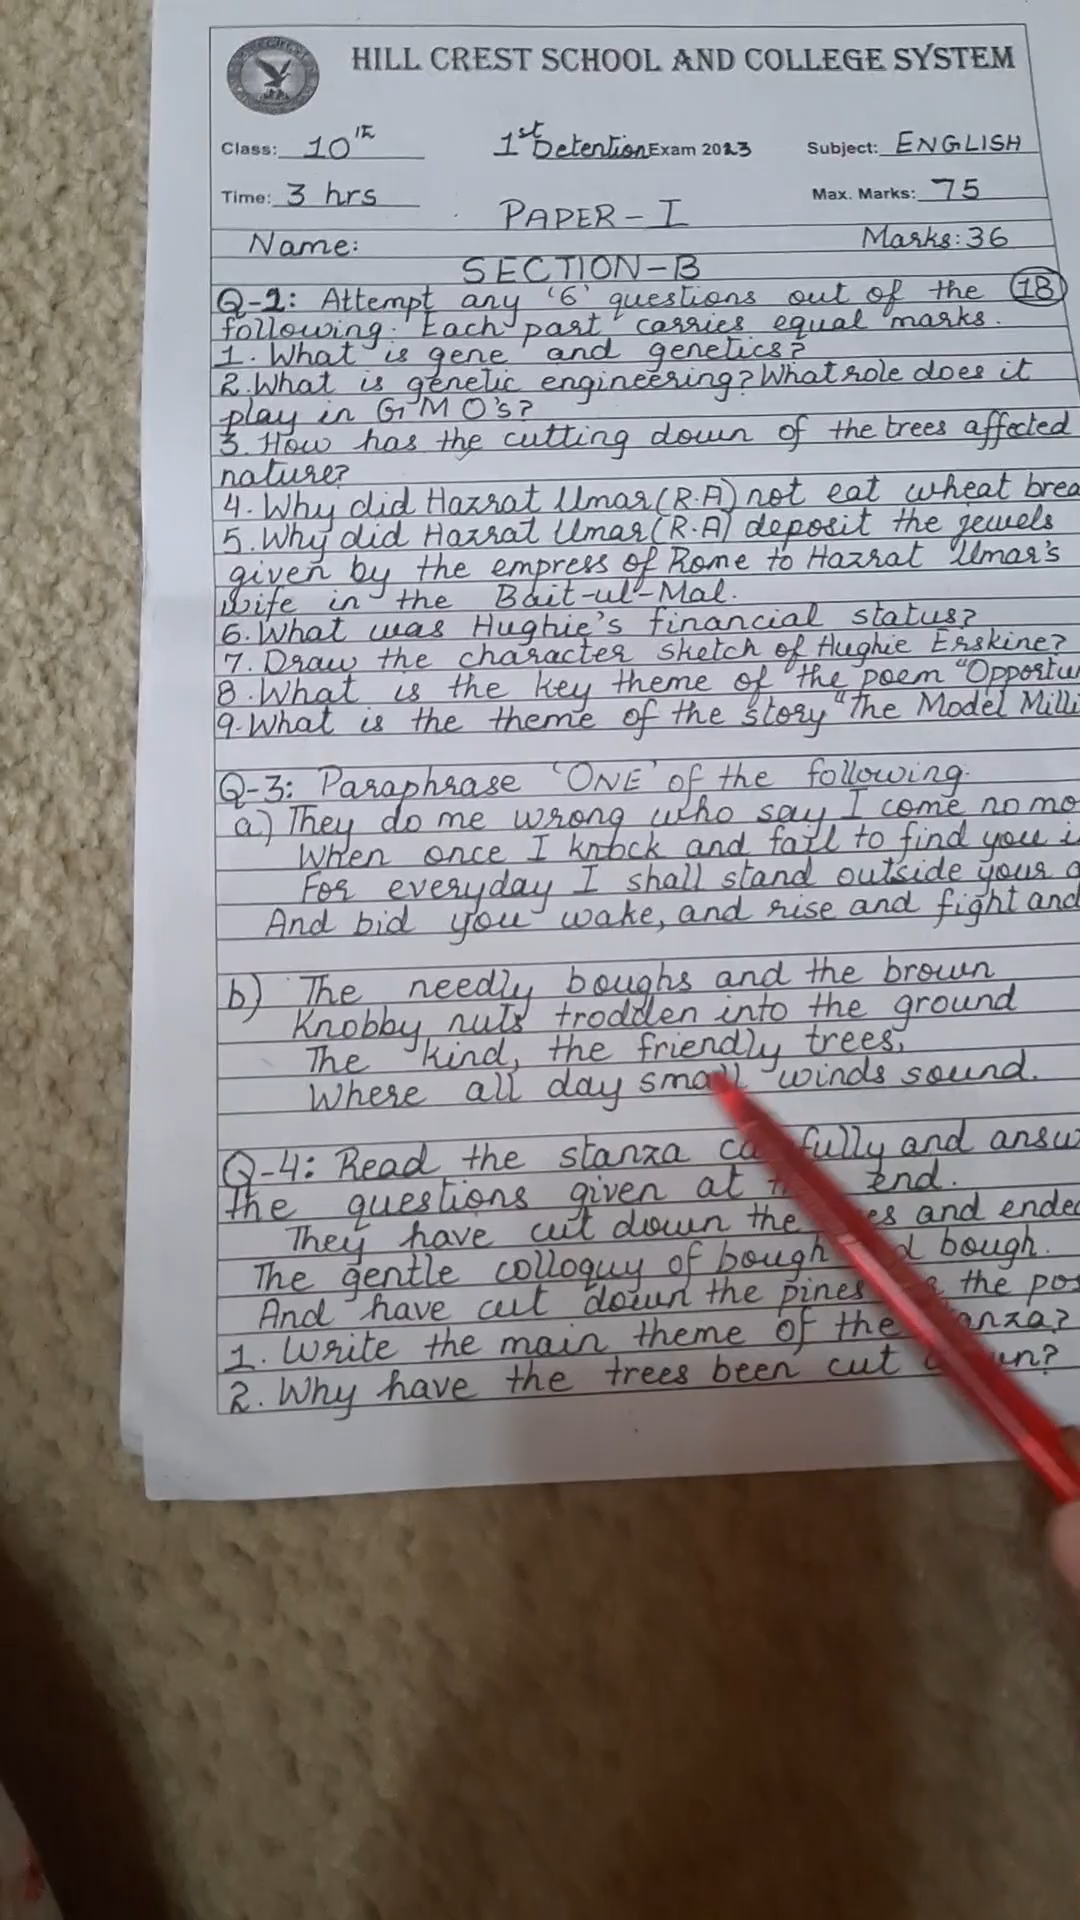 HILL CREST SCHOOL AND COLLEGE SYSTEM
Class: 10th 1st Detention Exam 2023 Subject: ENGLISH
Time: 3 hrs PAPER-I Max. Marks: 75
Name: Marks: 36
SECTION-B
Q-2: Attempt any '6' questions out of the 18
following. Each part carries equal marks.
1. What is gene and genetics?
2. What is genetic engineering? What role does it
play in GMO's?
3. How has the cutting down of the trees affected
nature?
4. Why did Hazrat Umar (R.A) not eat wheat
5. Why did Hazrat Umar (R.A) deposit the jewels
given by the empress of Rome to Hazrat Umar's
wife in the Bait-ul-Mal.
6. What was Hughie's financial status?
7. Draw the character sketch of Hughie Erskine?
8. What is the key theme of the poem "
9. What is the theme of the story "The Model
Q-3: Paraphrase 'ONE' of the following.
a) They do me wrong who say I come no
When once I knock and fail to find you
For everyday I shall stand outside your
And bid you wake, and rise and fight and
b) The needly boughs and the brown
Knobby nuts trodden into the ground
The kind, the friendly trees,
Where all day small winds sound.
Q-4: Read the stanza and
the questions given at end.
They have cut down the and
The gentle colloquy of bough bough.
And have cut down the pines the
1. Write the main theme of the
2. Why have the trees been cut